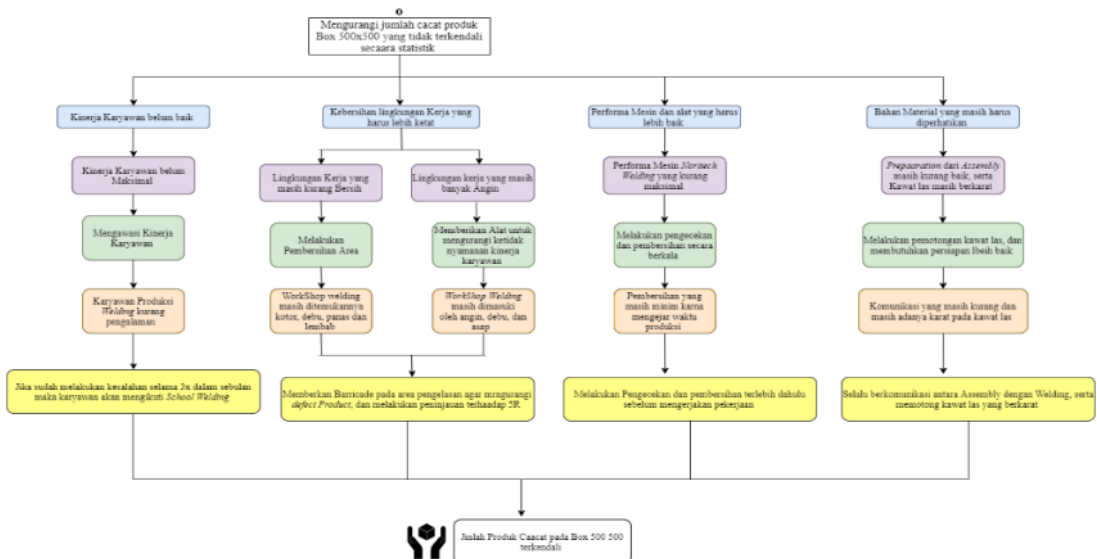 Mengurangi jumlah cacat produk
Box 500x500 yang tidak terkendali
secaara statistik
Kinerja Karyawan belum baik
Kebersihan lingkungan Kerja yang
harus lebih ketat
Performa Mesin dan alat yang harus
lebih baik
Bahan Material yang masih harus
diperhatikan
Kinerja Karyawan belum
Maksimal
Lingkungan Kerja yang
masih kurang Bersih
Lingkungan kerja yang masih
banyak Angin
Performa Mesin Noritech
Welding yang kurang
maksimal
Prepaaration dari Assembly
masih kurang baik, serta
Kawat las masih berkarat
Mengawasi Kinerja
Karyawan
Melakukan
Pembersihan Area
Memberikan Alat untuk
mengurangi ketidak
nyamanan kinerja
karyawan
Melakukan pengecekan
dan pembersihan secara
berkala
Melakukan pemotongan kawat las, dan
membutuhkan persiapan lbeih baik
Karyawan Produksi
Welding kurang
pengalaman
WorkShop welding
masih ditemukannya
kotor, debu, panas dan
lembab
WorkShop Welding
masih dimasuki
oleh angin, debu, dan
asap
Pembersihan yang
masih minim karna
mengejar waktu
produksi
Komunikasi yang masih kurang dan
masih adanya karat pada kawat las
Jika sudah melakukan kesalahan selama 3x dalam sebulan
maka karyawan akan mengikuti School Welding
Memberkan Barricode pada area pengelasan agar mragurangi
defect Product, dan melakukan peninjauan terhaadap 5R
Melakukan Pengecekan dan pembersihan terlebih dahulu
sebelum mengerjakan pekerjaan
Selalu berkomunikasi antara Assembly dengan Welding, serta
memotong kawat las yang berkarat
Jmlah Produk Caacat pada Box 500 500
terkendali